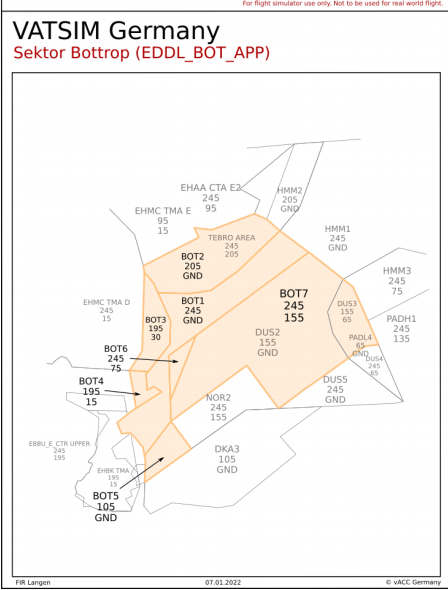 For flight simulator use only. Not to be used for real world flight.
VATSIM Germany
Sektor Bottrop (EDDL_BOT_APP)
EHAA CTA E2
245
95
HMM2
205
GND
EHMC TMA E
95
15
TEBRO AREA
245
205
HMM1
245
GND
BOT2
205
GND
HMM3
245
75
BOT7
245
155
BOT1
245
GND
EHMC TMA D
245
15
DUS3
155
65
BOT3
195
30
PADH1
245
135
DUS2
155
GND
PADL4
65
GND
BOT6
245
75
DUS4
245
65
BOT4
195
15
DUS5
245
GND
NOR2
245
155
EBBU_E_CTR UPPER
245
195
DKA3
105
GND
EHBK TMA
195
15
BOT5
105
GND
FIR Langen
07.01.2022
© vACC Germany